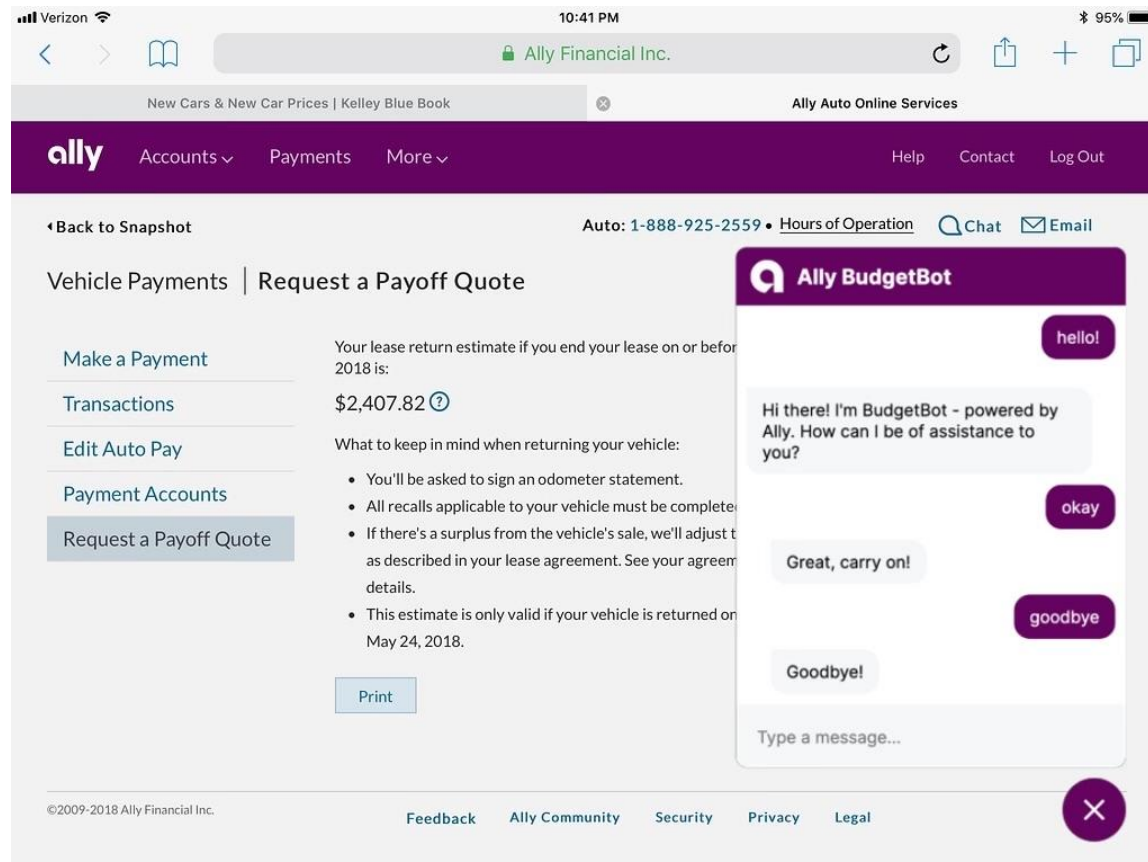 Verizon
10:41 PM
95%
Ally Financial Inc.
New Cars & New Car Prices | Kelley Blue Book
Ally Auto Online Services
ally
Accounts
Payments
More
Help
Contact
Log Out
Back to Snapshot
Auto: 1-888-925-2559 • Hours of Operation
Chat
Email
Vehicle Payments | Request a Payoff Quote
Make a Payment
Transactions
Edit Auto Pay
Payment Accounts
Request a Payoff Quote
Your lease return estimate if you end your lease on or befor
2018 is:
$2,407.82 ?
What to keep in mind when returning your vehicle:
• You'll be asked to sign an odometer statement.
• All recalls applicable to your vehicle must be complete
• If there's a surplus from the vehicle's sale, we'll adjust t
as described in your lease agreement. See your agreem
details.
• This estimate is only valid if your vehicle is returned on
May 24, 2018.
Print
Ally BudgetBot
hello!
Hi there! I'm BudgetBot - powered by
Ally. How can I be of assistance to
you?
okay
Great, carry on!
goodbye
Goodbye!
Type a message...
©2009-2018 Ally Financial Inc.
Feedback
Ally Community
Security
Privacy
Legal